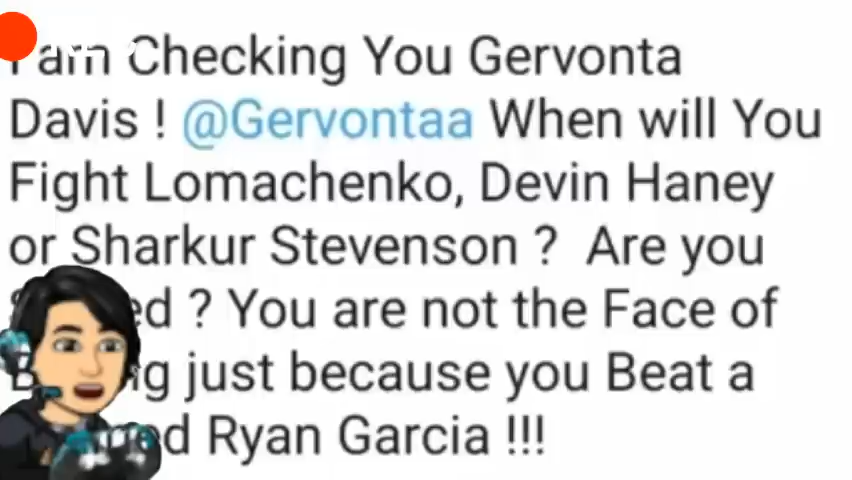 I am Checking You Gervonta
Davis ! @Gervontaa When will You
Fight Lomachenko, Devin Haney
or Sharkur Stevenson ? Are you
? You are not the Face of
just because you Beat a
Ryan Garcia !!!